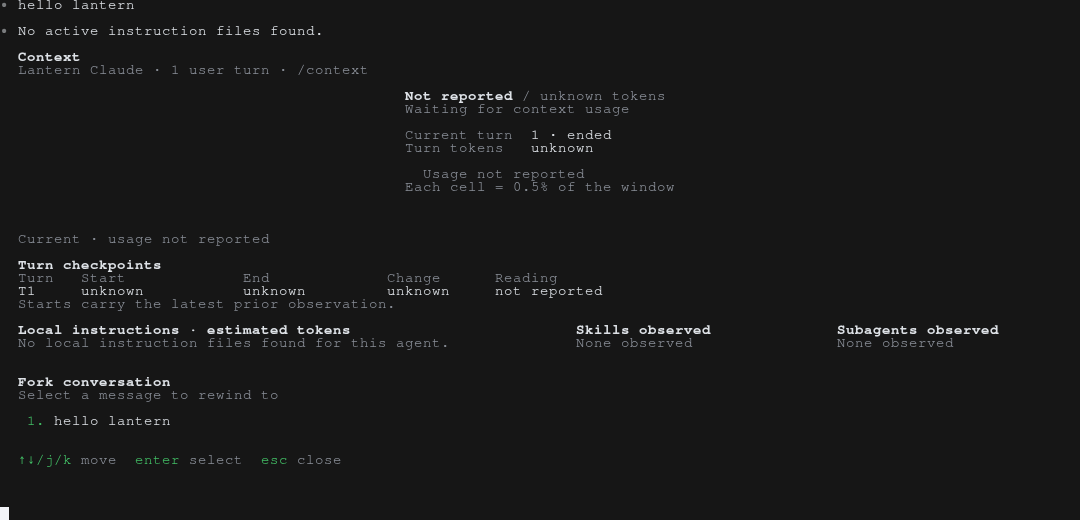 • hello lantern
• No active instruction files found.
Context
Lantern Claude · 1 user turn · /context
Not reported / unknown tokens
Waiting for context usage
Current turn 1 · ended
Turn tokens unknown
Usage not reported
Each cell = 0.5% of the window
Current · usage not reported
Turn checkpoints
Turn Start End Change Reading
T1 unknown unknown unknown not reported
Starts carry the latest prior observation.
Local instructions · estimated tokens Skills observed Subagents observed
No local instruction files found for this agent. None observed None observed
Fork conversation
Select a message to rewind to
1. hello lantern
↑↓/j/k move enter select esc close